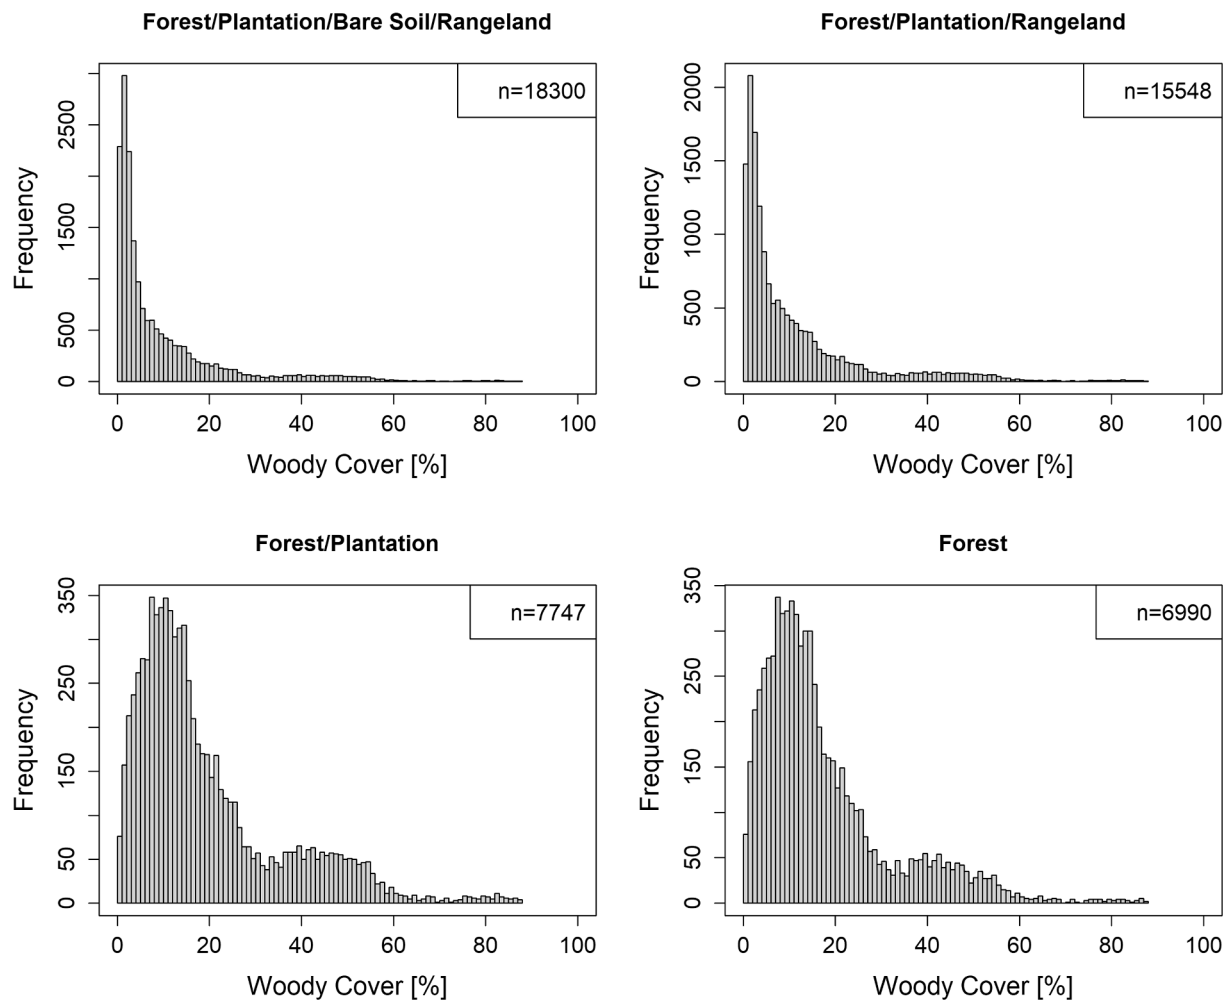 Forest/Plantation/Bare Soil/Rangeland
n=18300
Frequency
0
500
1500
2500
0 20 40 60 80 100
Woody Cover [%]
Forest/Plantation/Rangeland
n=15548
Frequency
0
500
1000
1500
2000
0 20 40 60 80 100
Woody Cover [%]
Forest/Plantation
n=7747
Frequency
0
50
150
250
350
0 20 40 60 80 100
Woody Cover [%]
Forest
n=6990
Frequency
0
50
150
250
350
0 20 40 60 80 100
Woody Cover [%]